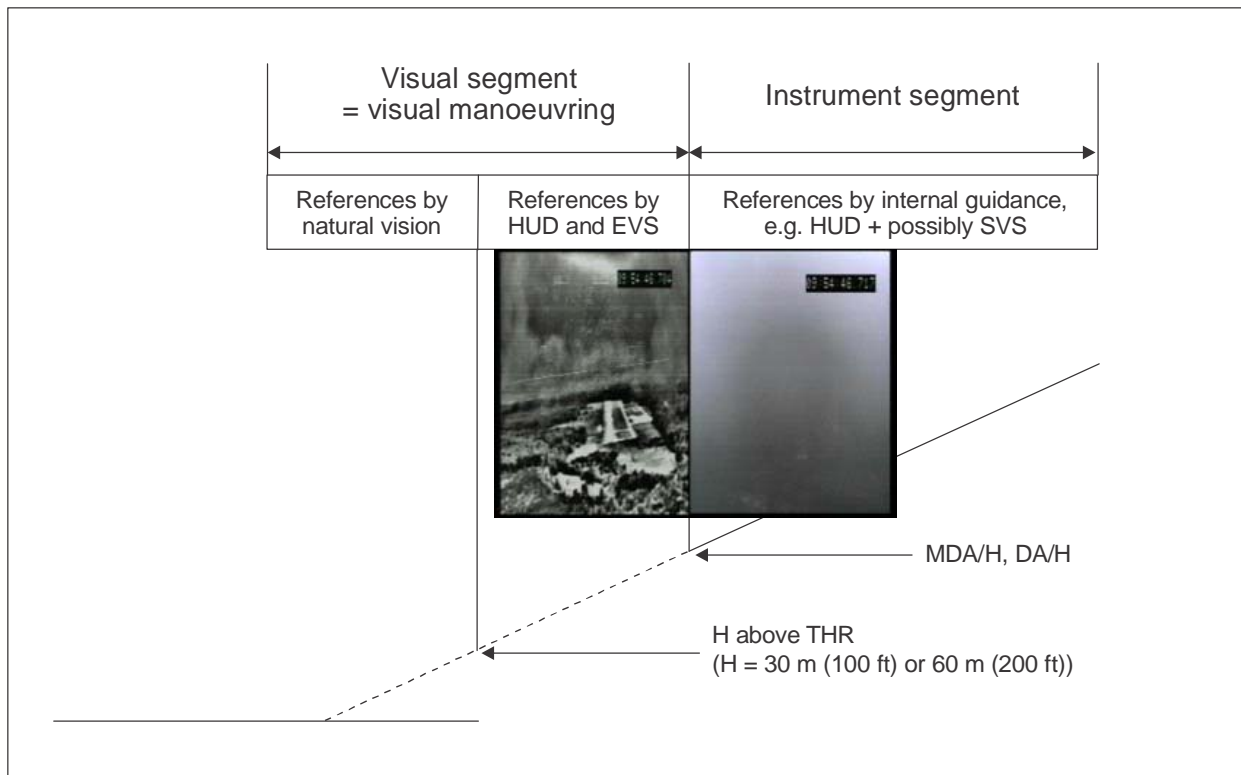 Visual segment
= visual manoeuvring
Instrument segment
References by
natural vision
References by
HUD and EVS
References by internal guidance,
e.g. HUD + possibly SVS
MDA/H, DA/H
H above THR
(H = 30 m (100 ft) or 60 m (200 ft))